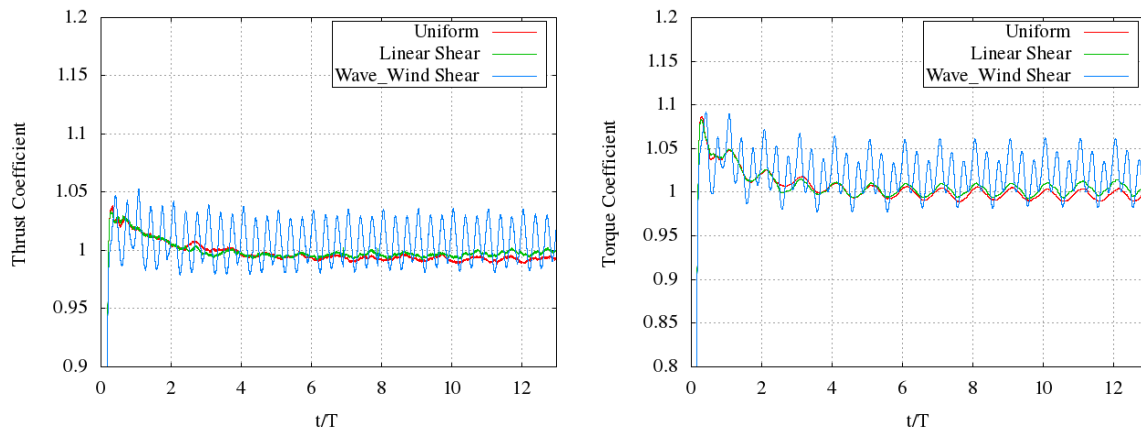 1.2
1.15
1.1
1.05
1
0.95
0.9
Thrust Coefficient
Uniform
Linear Shear
Wave_Wind Shear
0 2 4 6 8 10 12
t/T
1.2
1.15
1.1
1.05
1
0.95
0.9
0.85
0.8
Torque Coefficient
Uniform
Linear Shear
Wave_Wind Shear
0 2 4 6 8 10 12
t/T